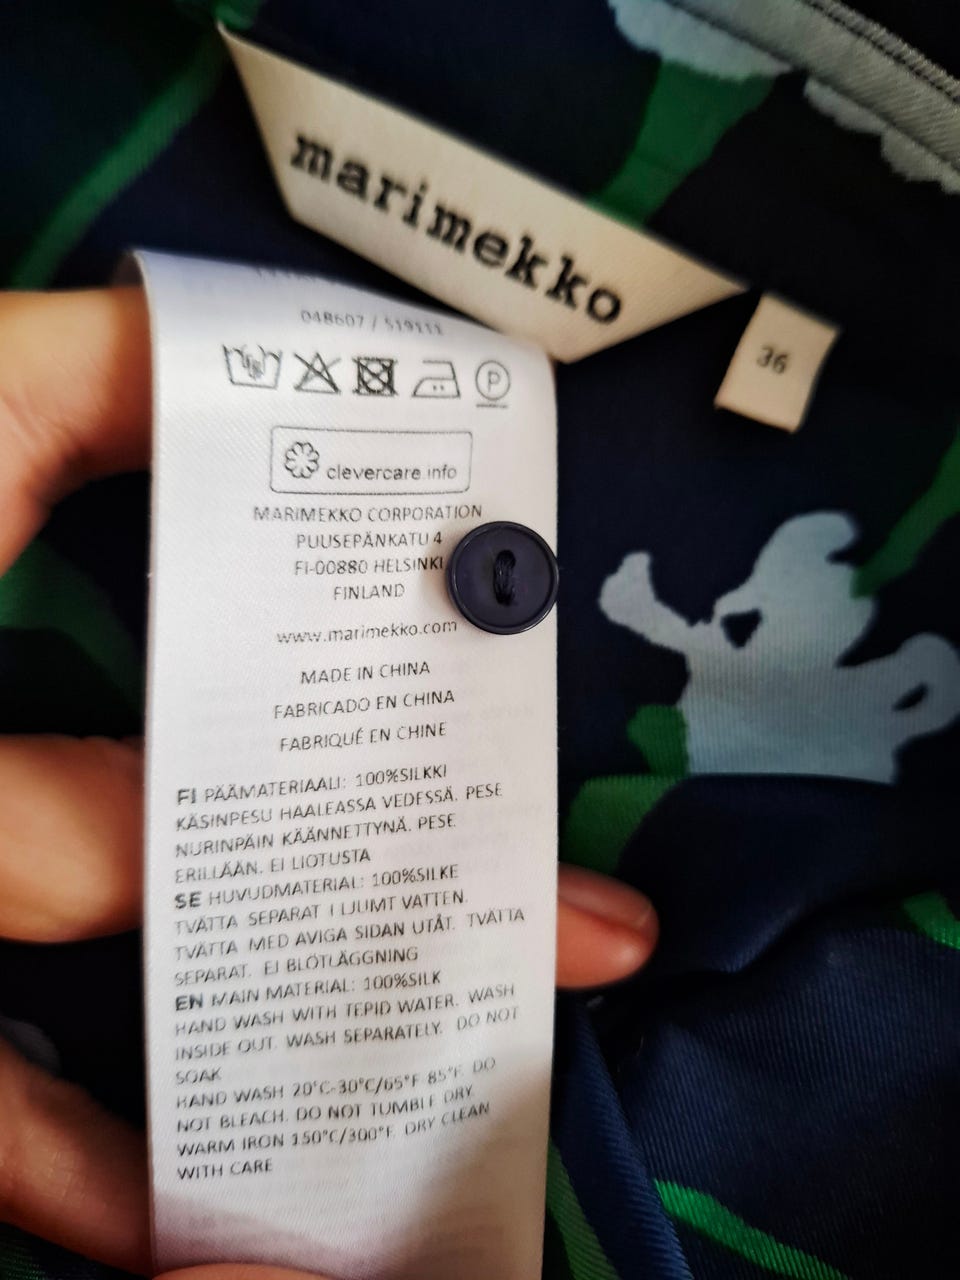 marimekko
36
048607 / 519111
P
clevercare.info
MARIMEKKO CORPORATION
PUUSEPÄNKATU 4
FI-00880 HELSINKI
FINLAND
www.marimekko.com
MADE IN CHINA
FABRICADO EN CHINA
FABRIQUÉ EN CHINE
FI PÄÄMATERIAALI: 100%SILKKI
KÄSINPESU HAALEASSA VEDESSÄ. PESE
NURINPÄIN KÄÄNNETTYNÄ. PESE
ERILLÄÄN. EI LIOTUSTA
SE HUVUDMATERIAL: 100%SILKE
TVÄTTA SEPARAT I LJUMT VATTEN.
TVÄTTA MED AVIGA SIDAN UTÅT. TVÄTTA
SEPARAT. EJ BLÖTLÄGGNING
EN MAIN MATERIAL: 100%SILK
HAND WASH WITH TEPID WATER. WASH
INSIDE OUT. WASH SEPARATELY. DO NOT
SOAK
HAND WASH 20°C-30°C/65°F-85°F. DO
NOT BLEACH. DO NOT TUMBLE DRY.
WARM IRON 150°C/300°F. DRY CLEAN
WITH CARE